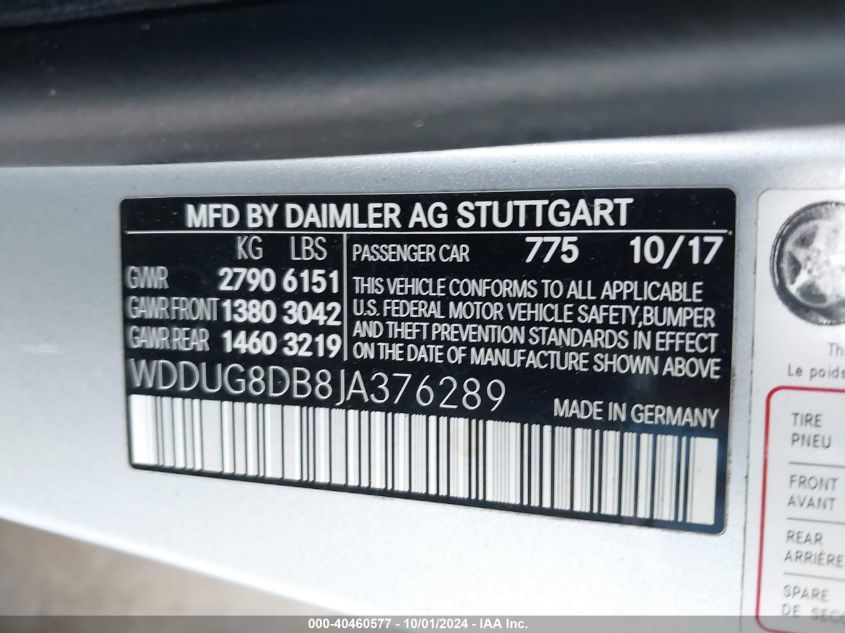 MFD BY DAIMLER AG STUTTGART
KG LBS
GVWR 2790 6151
GAWR FRONT 1380 3042
GAWR REAR 1460 3219
PASSENGER CAR 775 10/17
THIS VEHICLE CONFORMS TO ALL APPLICABLE
U.S. FEDERAL MOTOR VEHICLE SAFETY,BUMPER
AND THEFT PREVENTION STANDARDS IN EFFECT
ON THE DATE OF MANUFACTURE SHOWN ABOVE
WDDUG8DB8JA376289
MADE IN GERMANY
Le
TIRE
PNEU
FRONT
AVANT
REAR
ARRIÈRE
SPARE
DE
000-40460577 - 10/01/2024 - IAA Inc.